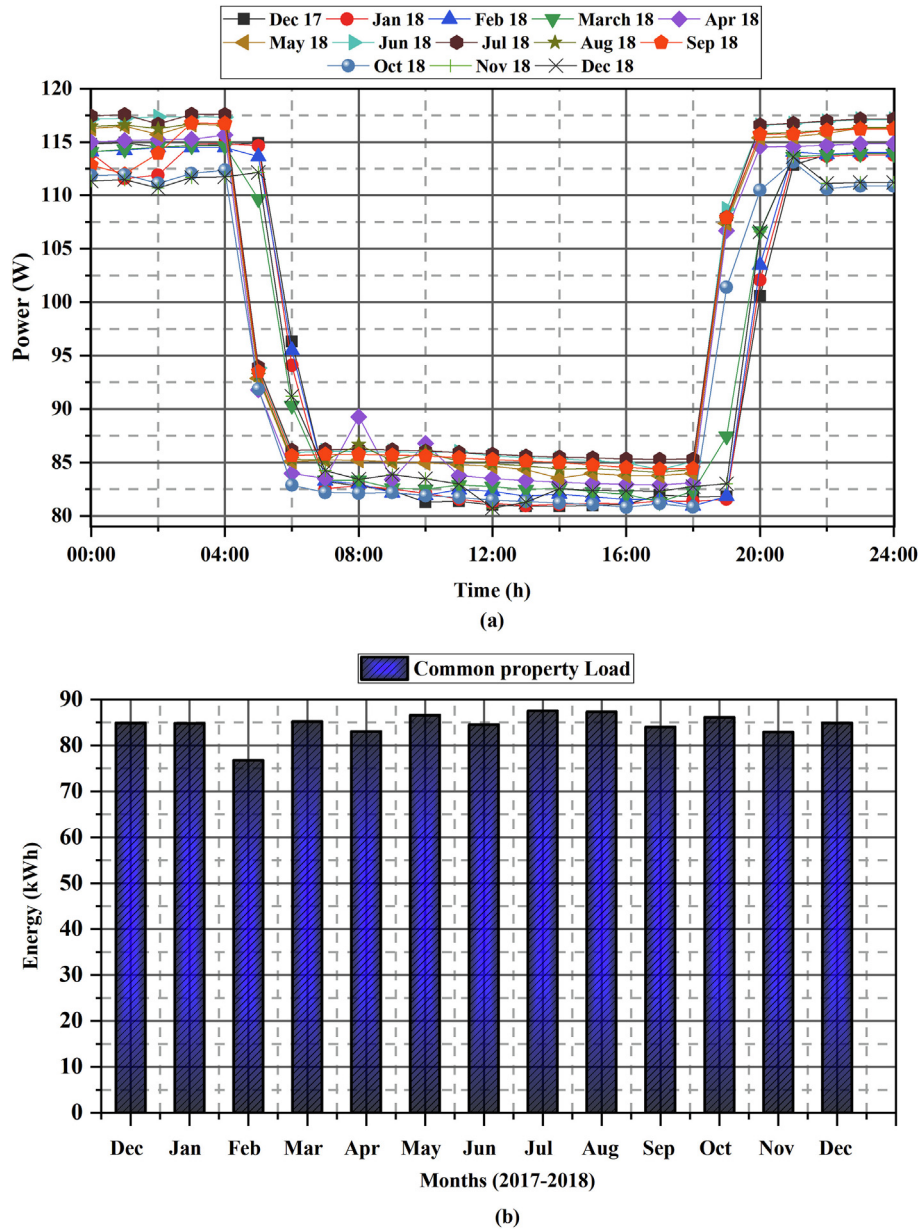 Dec 17 Jan 18 Feb 18 March 18 Apr 18
May 18 Jun 18 Jul 18 Aug 18 Sep 18
Oct 18 Nov 18 Dec 18
120
115
110
105
100
95
90
85
80
Power (W)
00:00 04:00 08:00 12:00 16:00 20:00 24:00
Time (h)
(a)
Common property Load
90
80
70
60
50
40
30
20
10
0
Energy (kWh)
Dec Jan Feb Mar Apr May Jun Jul Aug Sep Oct Nov Dec
Months (2017-2018)
(b)